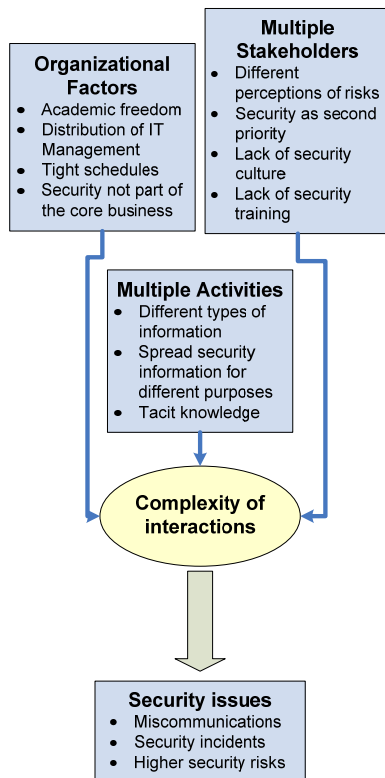 Organizational
Factors
• Academic freedom
• Distribution of IT
Management
• Tight schedules
• Security not part of
the core business
Multiple
Stakeholders
• Different
perceptions of risks
• Security as second
priority
• Lack of security
culture
• Lack of security
training
Multiple Activities
• Different types of
information
• Spread security
information for
different purposes
• Tacit knowledge
Complexity of
interactions
Security issues
• Miscommunications
• Security incidents
• Higher security risks